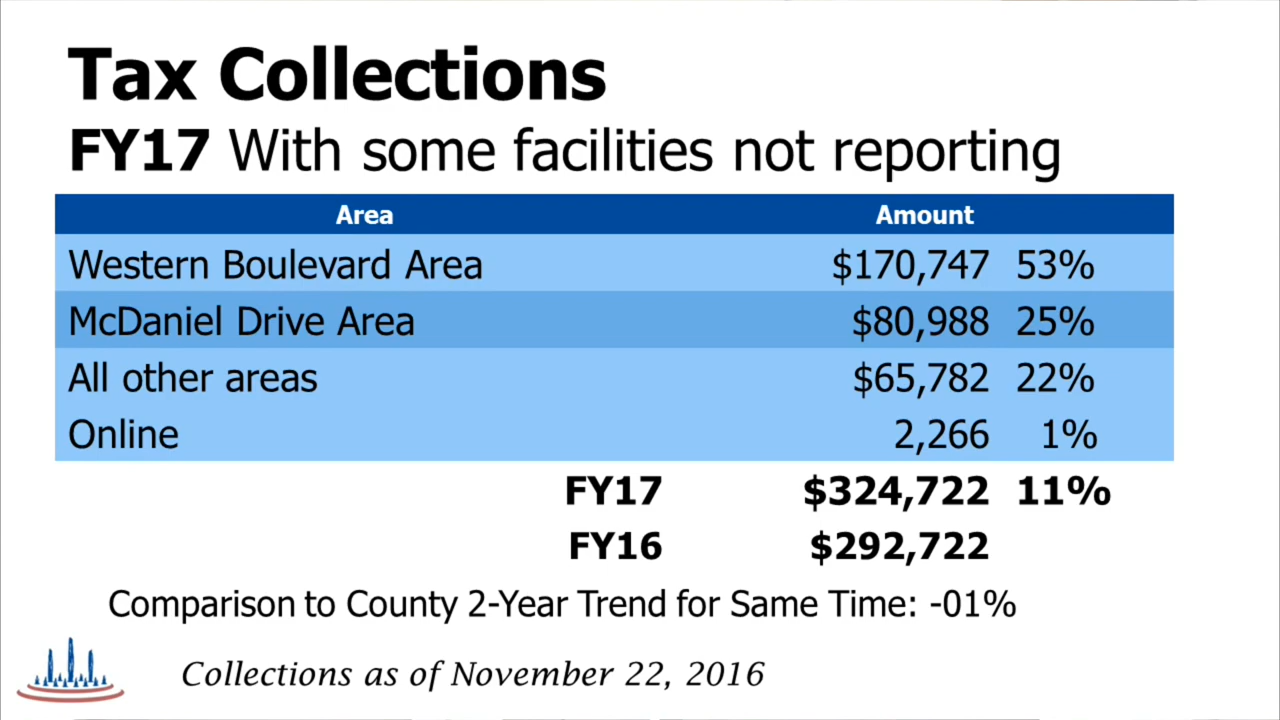 Tax Collections
FY17 With some facilities not reporting
Area Amount
Western Boulevard Area $170,747 53%
McDaniel Drive Area $80,988 25%
All other areas $65,782 22%
Online 2,266 1%
FY17 $324,722 11%
FY16 $292,722
Comparison to County 2-Year Trend for Same Time: -01%
Collections as of November 22, 2016